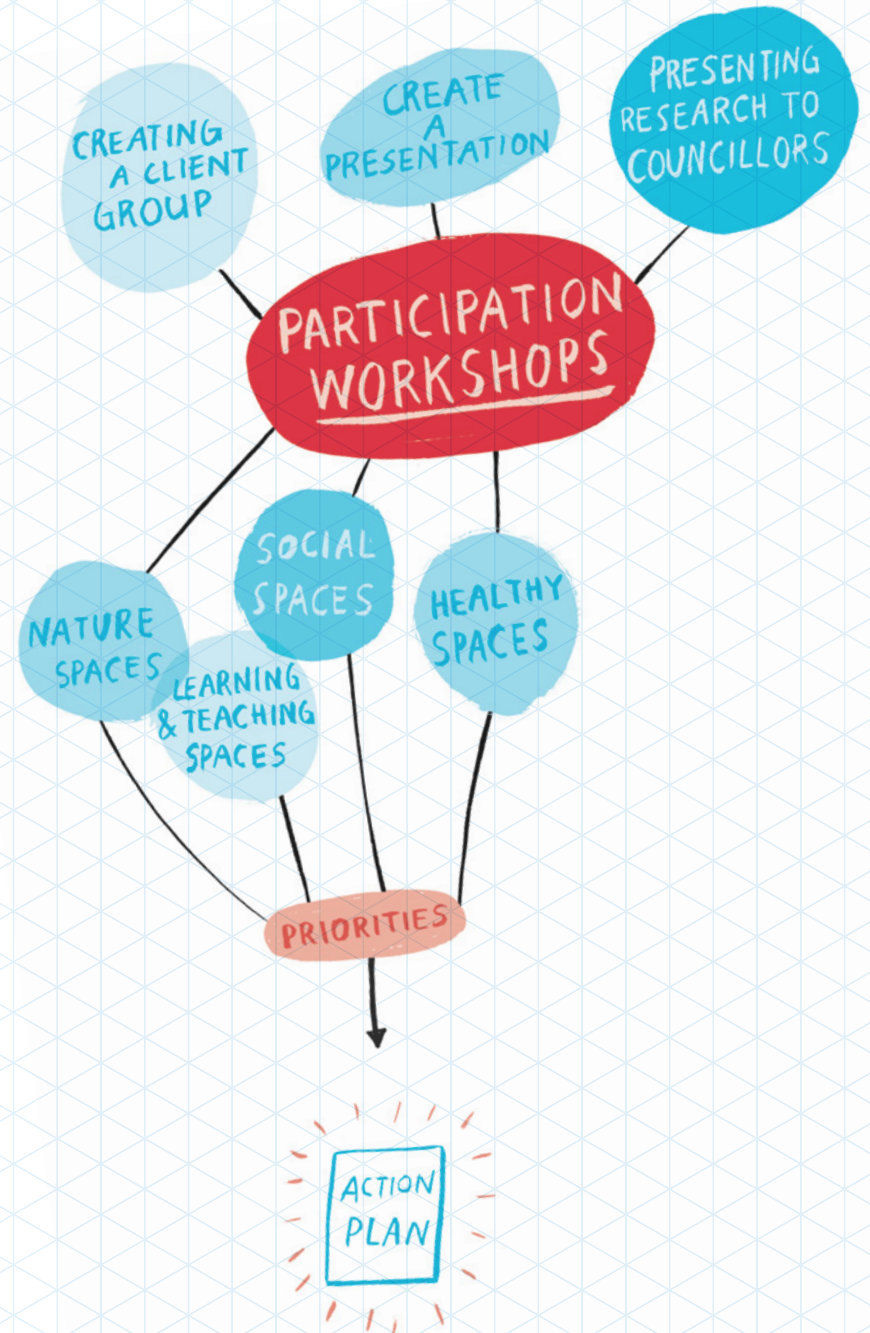 CREATING
A CLIENT
GROUP
CREATE
A
PRESENTATION
PRESENTING
RESEARCH TO
COUNCILLORS
PARTICIPATION
WORKSHOPS
NATURE
SPACES
SOCIAL
SPACES
LEARNING
& TEACHING
SPACES
HEALTHY
SPACES
PRIORITIES
ACTION
PLAN